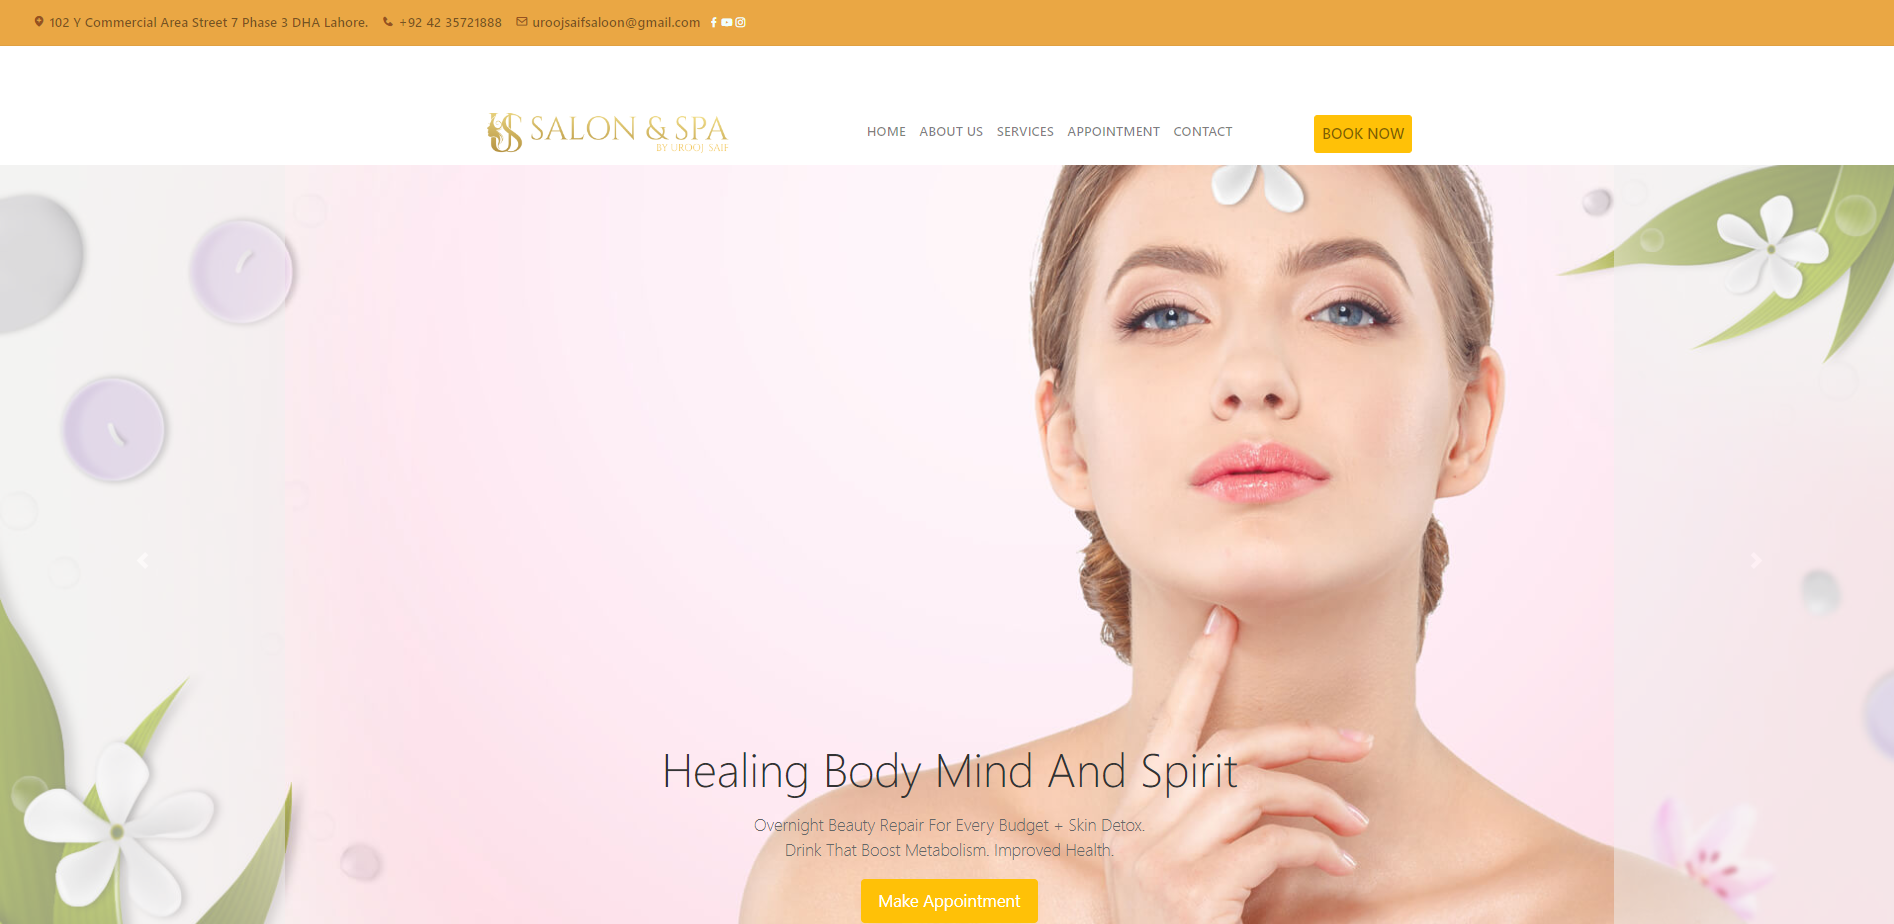 102 Y Commercial Area Street 7 Phase 3 DHA Lahore. +92 42 35721888 uroojsaifsaloon@gmail.com
US SALON & SPA
BY UROOJ SAIF
HOME ABOUT US SERVICES APPOINTMENT CONTACT
BOOK NOW
Healing Body Mind And Spirit
Overnight Beauty Repair For Every Budget + Skin Detox.
Drink That Boost Metabolism. Improved Health.
Make Appointment